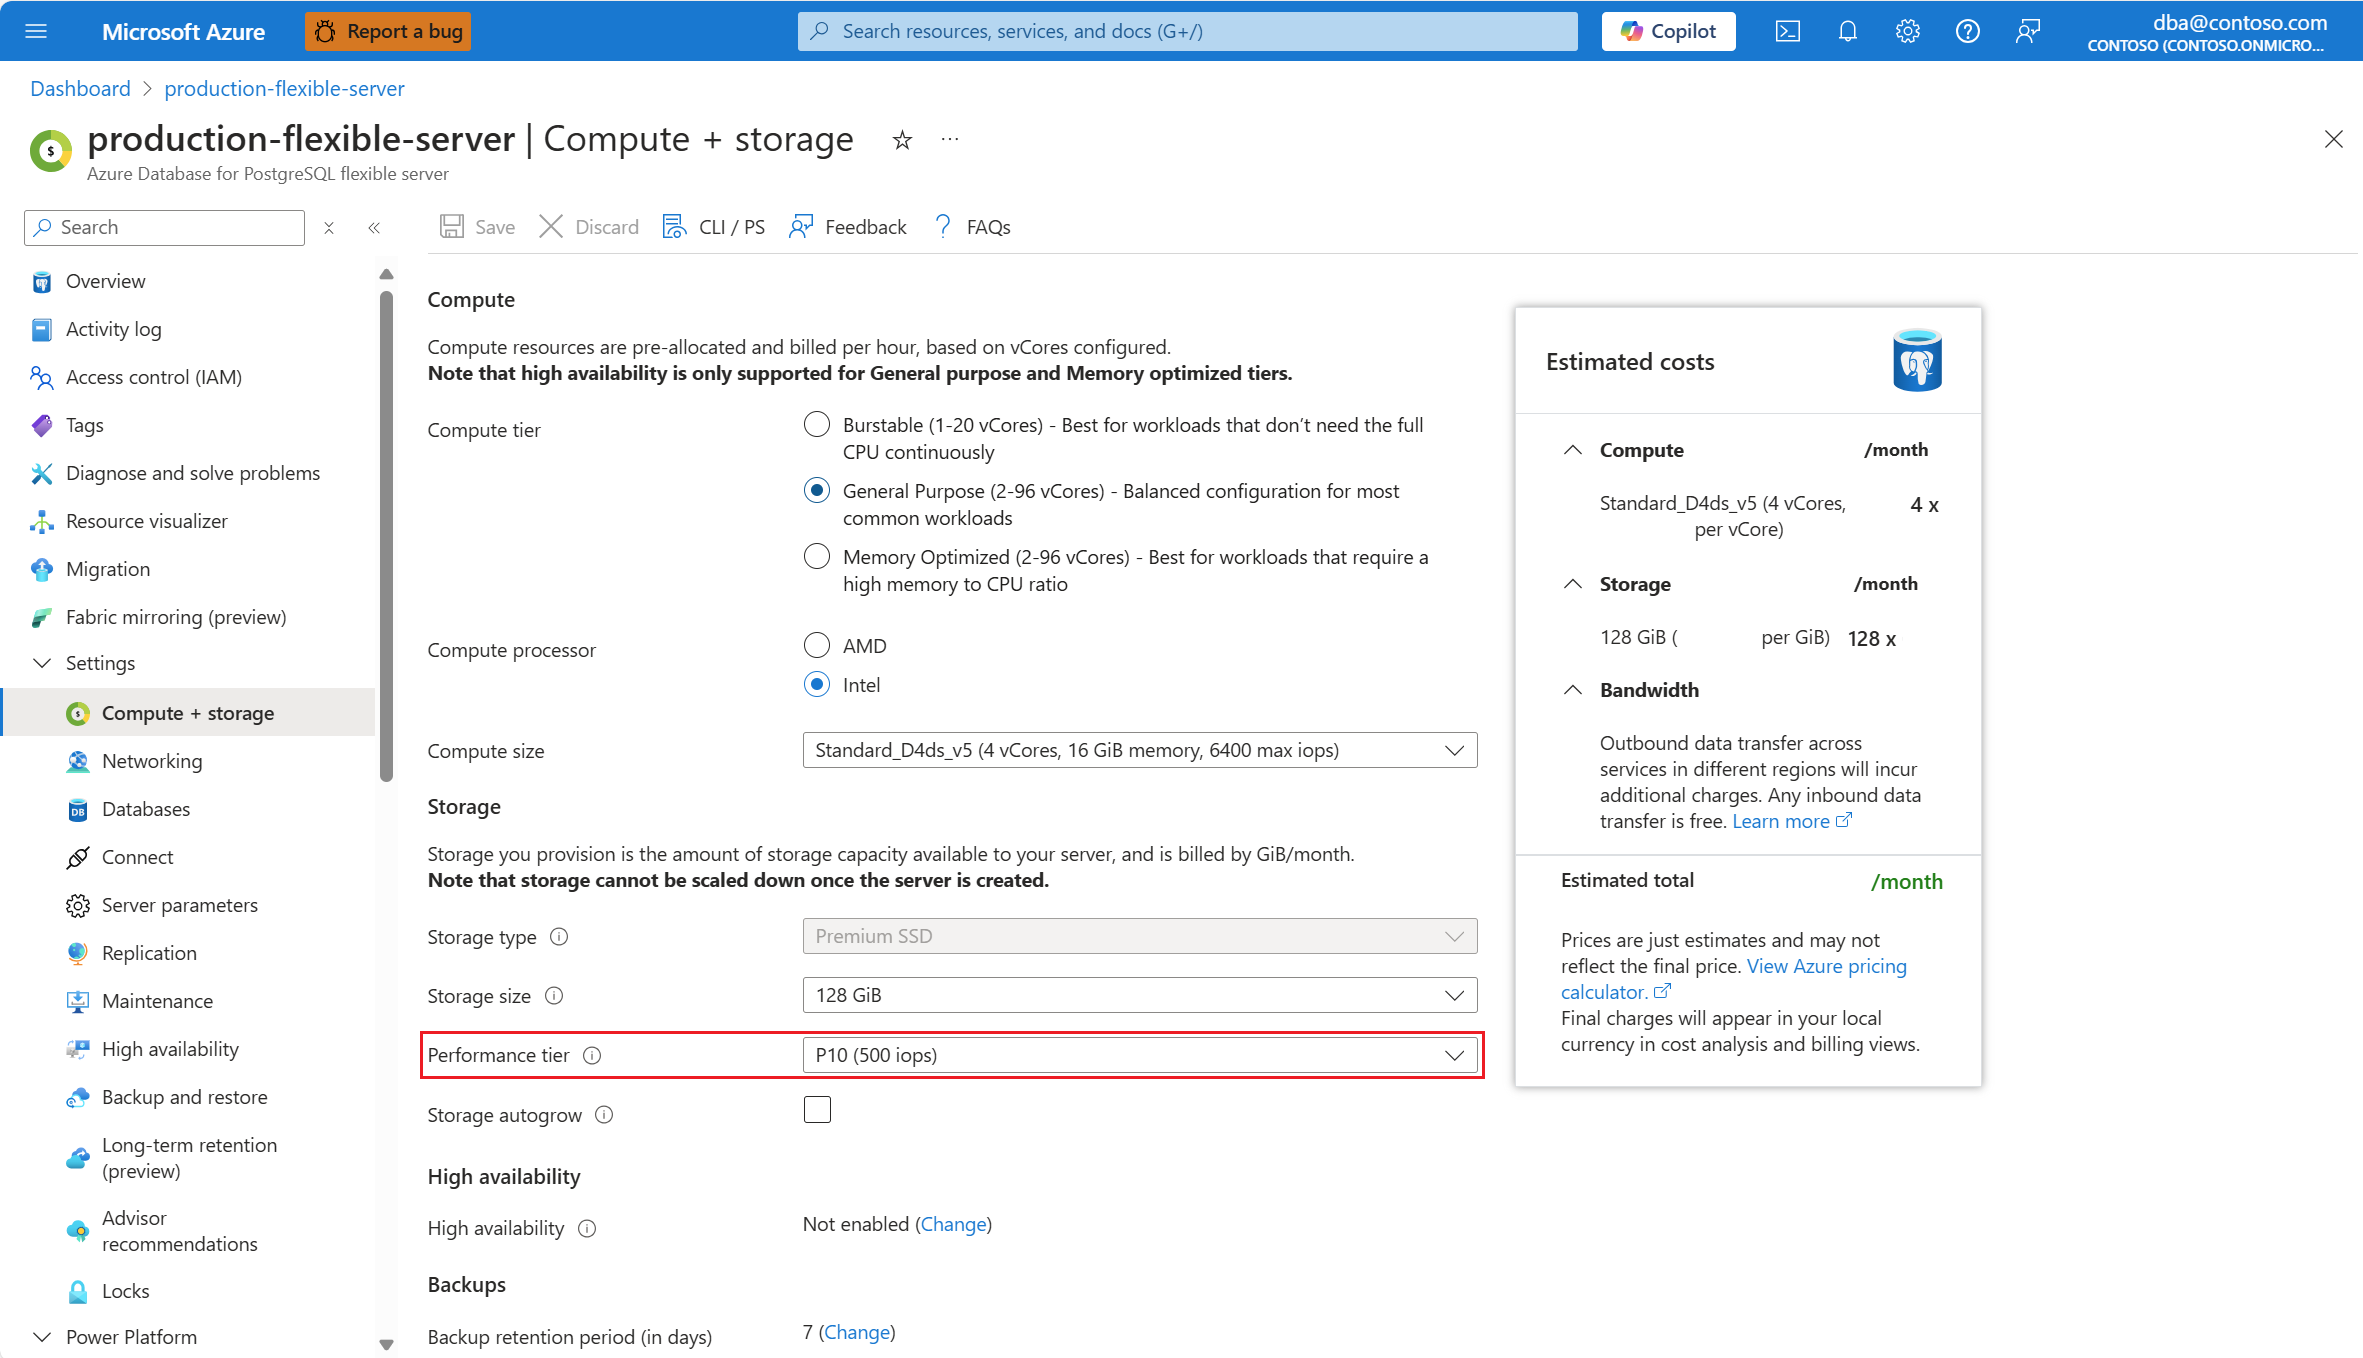 Microsoft Azure
Report a bug
Search resources, services, and docs (G+/)
Copilot
dba@contoso.com
CONTOSO (CONTOSO.ONMICRO...
Dashboard > production-flexible-server
production-flexible-server | Compute + storage
Azure Database for PostgreSQL flexible server
Search
Save
Discard
CLI / PS
Feedback
FAQs
Overview
Activity log
Access control (IAM)
Tags
Diagnose and solve problems
Resource visualizer
Migration
Fabric mirroring (preview)
Settings
Compute + storage
Networking
Databases
Connect
Server parameters
Replication
Maintenance
High availability
Backup and restore
Long-term retention
(preview)
Advisor
recommendations
Locks
Power Platform
Compute
Compute resources are pre-allocated and billed per hour, based on vCores configured.
Note that high availability is only supported for General purpose and Memory optimized tiers.
Compute tier
Burstable (1-20 vCores) - Best for workloads that don’t need the full
CPU continuously
General Purpose (2-96 vCores) - Balanced configuration for most
common workloads
Memory Optimized (2-96 vCores) - Best for workloads that require a
high memory to CPU ratio
Compute processor
AMD
Intel
Compute size
Standard_D4ds_v5 (4 vCores, 16 GiB memory, 6400 max iops)
Storage
Storage you provision is the amount of storage capacity available to your server, and is billed by GiB/month.
Note that storage cannot be scaled down once the server is created.
Storage type
Premium SSD
Storage size
128 GiB
Performance tier
P10 (500 iops)
Storage autogrow
High availability
High availability
Not enabled (Change)
Backups
Backup retention period (in days)
7 (Change)
Estimated costs
Compute /month
Standard_D4ds_v5 (4 vCores, 4 x
per vCore)
Storage /month
128 GiB ( per GiB) 128 x
Bandwidth
Outbound data transfer across
services in different regions will incur
additional charges. Any inbound data
transfer is free. Learn more
Estimated total /month
Prices are just estimates and may not
reflect the final price. View Azure pricing
calculator.
Final charges will appear in your local
currency in cost analysis and billing views.